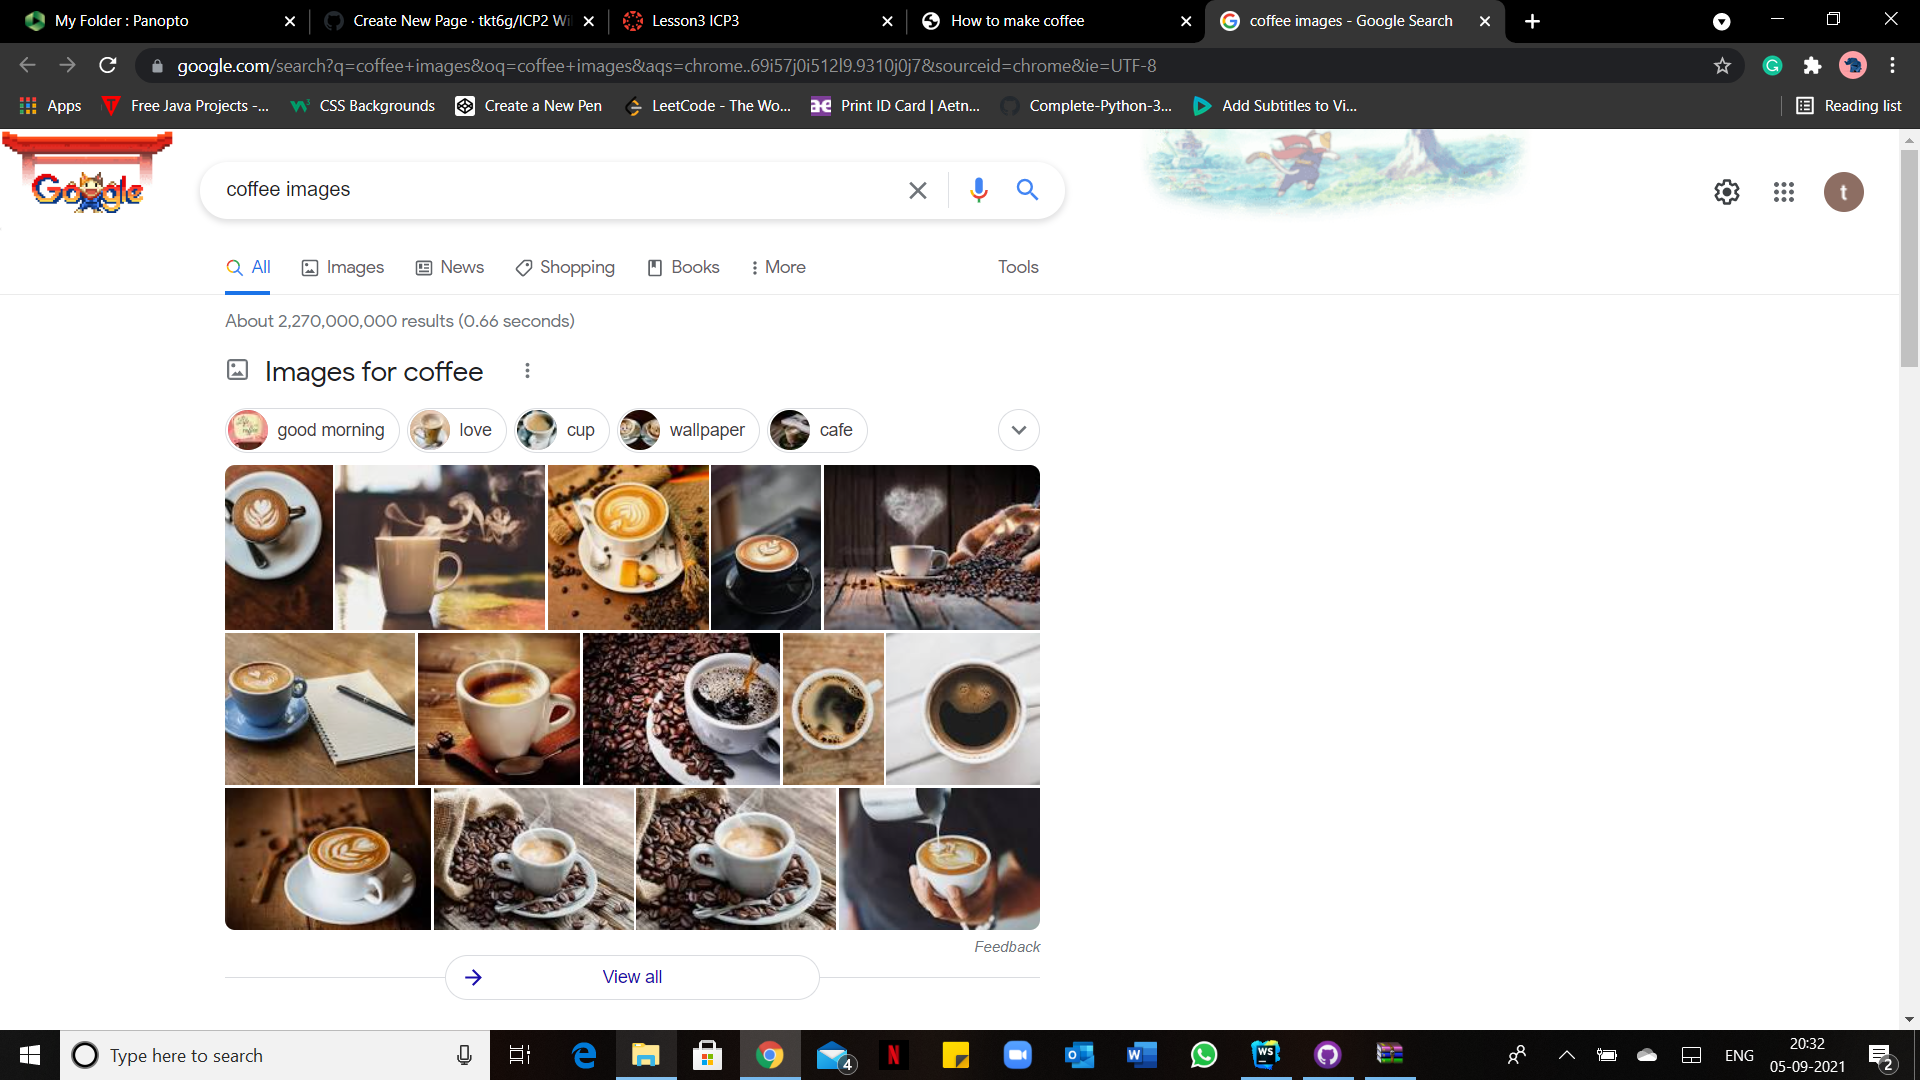 My Folder : Panopto
Create New Page · tkt6g/ICP2 Wi
Lesson3 ICP3
How to make coffee
coffee images - Google Search
google.com/search?q=coffee+images&oq=coffee+images&aqs=chrome..69i57j0i512l9.9310j0j7&sourceid=chrome&ie=UTF-8
Apps
Free Java Projects -...
CSS Backgrounds
Create a New Pen
LeetCode - The Wo...
Print ID Card | Aetn...
Complete-Python-3...
Add Subtitles to Vi...
Reading list
Google
coffee images
t
All
Images
News
Shopping
Books
More
Tools
About 2,270,000,000 results (0.66 seconds)
Images for coffee
good morning
love
cup
wallpaper
cafe
Feedback
View all
Type here to search
4
N
W
WS
ENG
20:32
05-09-2021
2